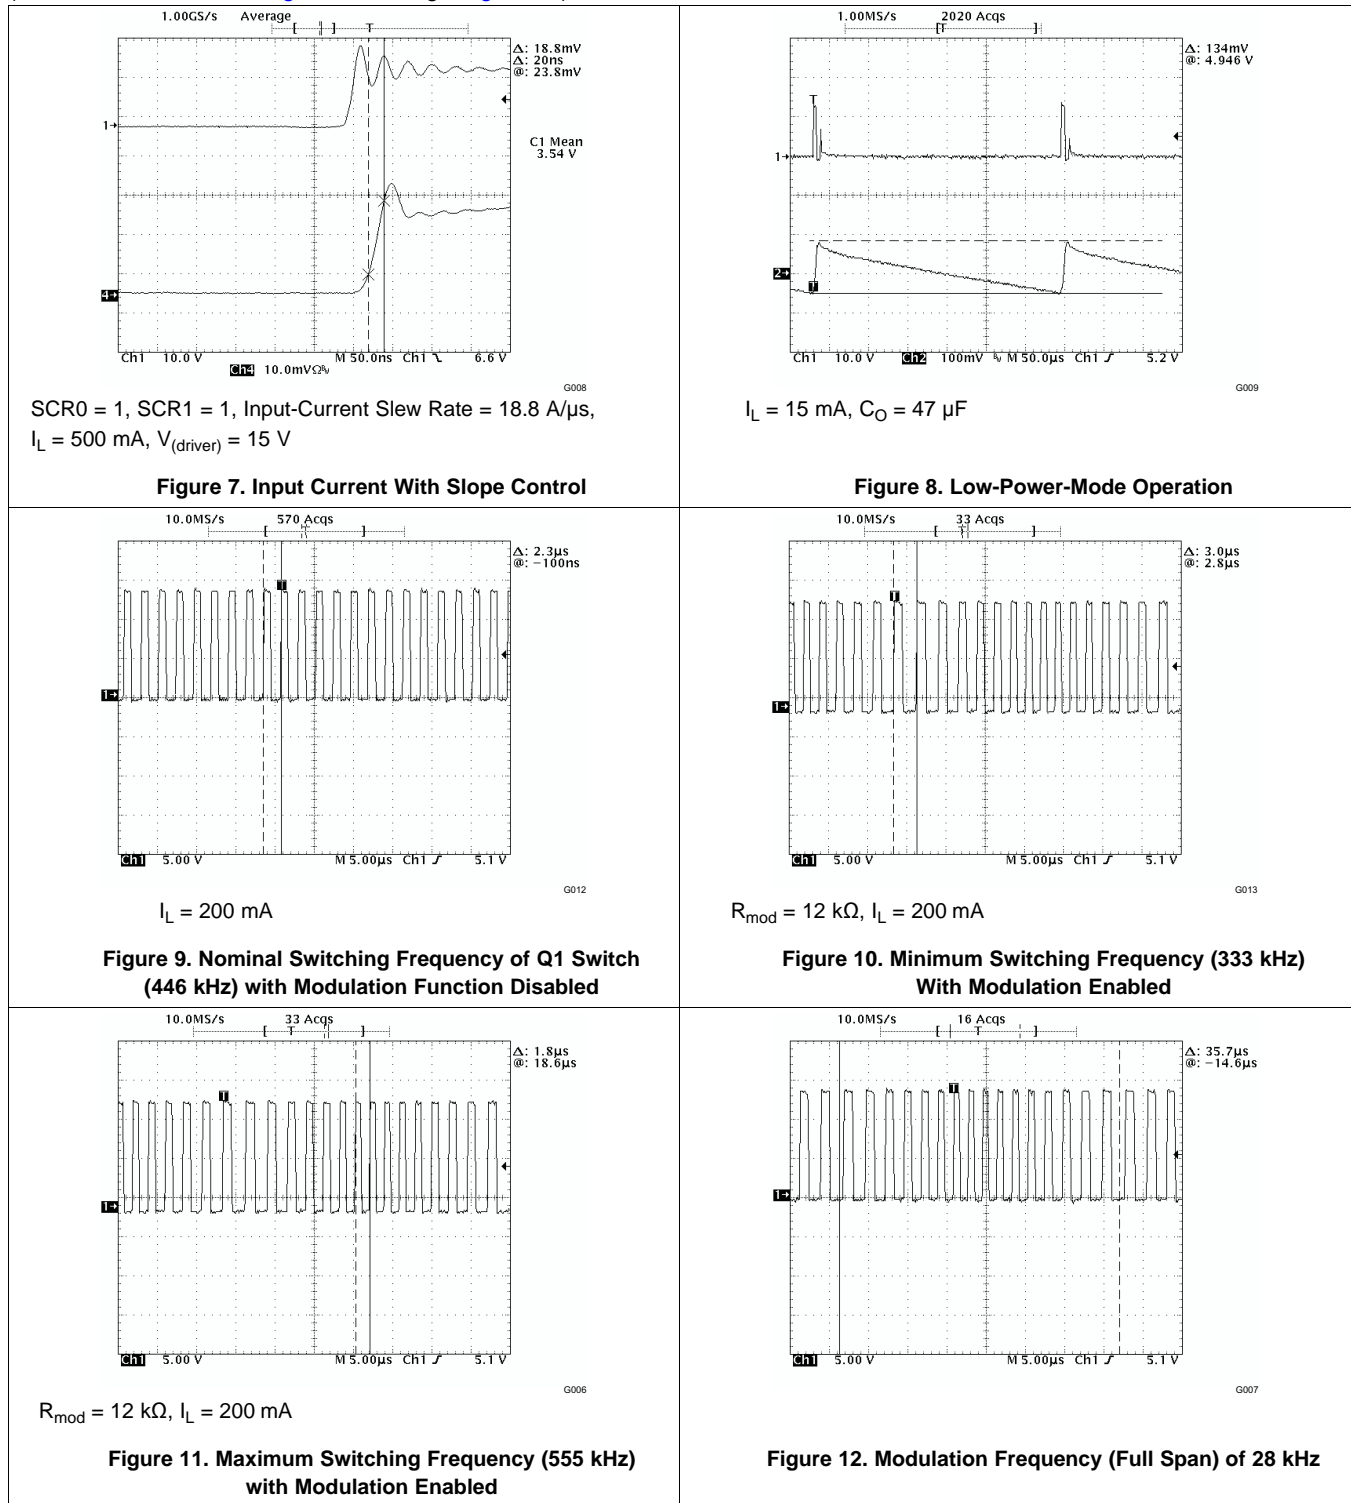 1.00GS/s Average
Δ: 18.8mV
Δ: 20ns
@: 23.8mV
C1 Mean
3.54 V
1
4
Ch1 10.0 V M 50.0ns Ch1 6.6 V
Ch4 10.0mVΩ
G008
SCR0 = 1, SCR1 = 1, Input-Current Slew Rate = 18.8 A/µs,
I_L = 500 mA, V_(driver) = 15 V
Figure 7. Input Current With Slope Control
1.00MS/s 2020 Acqs
T
Δ: 134mV
@: 4.946 V
T
1
2
T
Ch1 10.0 V Ch2 100mV M 50.0µs Ch1 5.2 V
G009
I_L = 15 mA, C_O = 47 µF
Figure 8. Low-Power-Mode Operation
10.0MS/s 570 Acqs
Δ: 2.3µs
@: −100ns
T
1
Ch1 5.00 V M 5.00µs Ch1 5.1 V
G012
I_L = 200 mA
Figure 9. Nominal Switching Frequency of Q1 Switch
(446 kHz) with Modulation Function Disabled
10.0MS/s 33 Acqs
Δ: 3.0µs
@: 2.8µs
T
1
Ch1 5.00 V M 5.00µs Ch1 5.1 V
G013
R_mod = 12 kΩ, I_L = 200 mA
Figure 10. Minimum Switching Frequency (333 kHz)
With Modulation Enabled
10.0MS/s 33 Acqs
T
Δ: 1.8µs
@: 18.6µs
T
1
Ch1 5.00 V M 5.00µs Ch1 5.1 V
G006
R_mod = 12 kΩ, I_L = 200 mA
Figure 11. Maximum Switching Frequency (555 kHz)
with Modulation Enabled
10.0MS/s 16 Acqs
T
Δ: 35.7µs
@: −14.6µs
T
1
Ch1 5.00 V M 5.00µs Ch1 5.1 V
G007
Figure 12. Modulation Frequency (Full Span) of 28 kHz